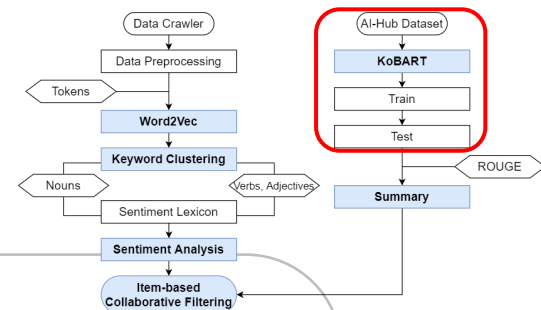 Data Crawler
Data Preprocessing
Tokens
Word2Vec
Keyword Clustering
Nouns
Verbs, Adjectives
Sentiment Lexicon
Sentiment Analysis
Item-based
Collaborative Filtering
AI-Hub Dataset
KoBART
Train
Test
ROUGE
Summary